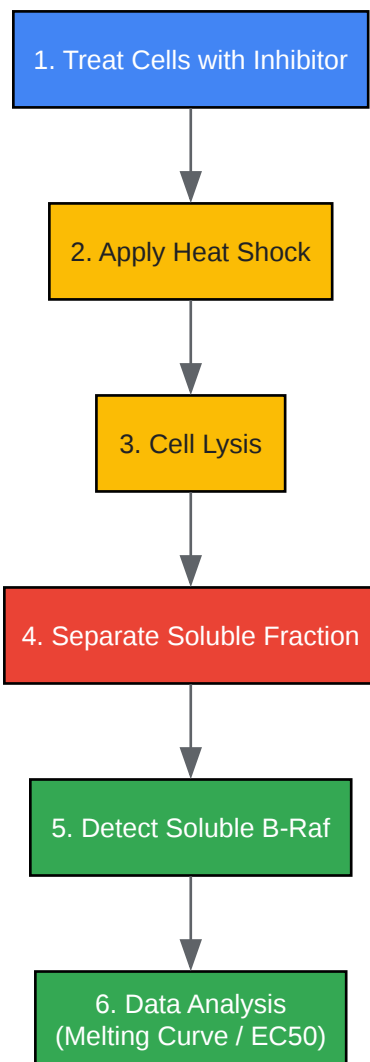 1. Treat Cells with Inhibitor
2. Apply Heat Shock
3. Cell Lysis
4. Separate Soluble Fraction
5. Detect Soluble B-Raf
6. Data Analysis
(Melting Curve / EC50)